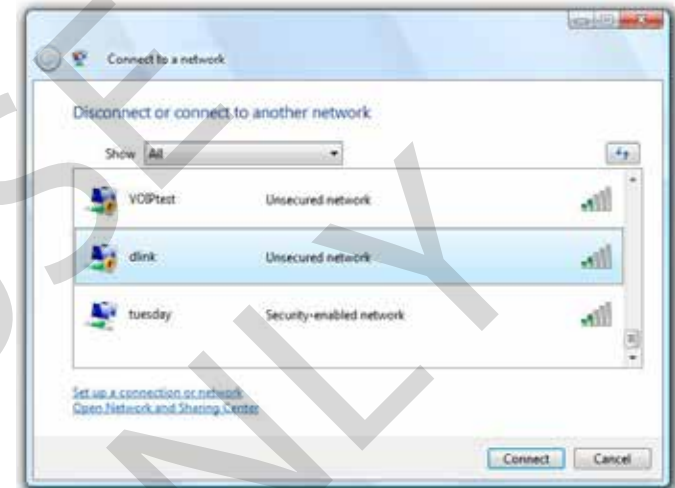 Connect to a network
Disconnect or connect to another network
Show All
VOIPtest Unsecured network
dlink Unsecured network
tuesday Security-enabled network
Set up a connection or network
Open Network and Sharing Center
Connect Cancel